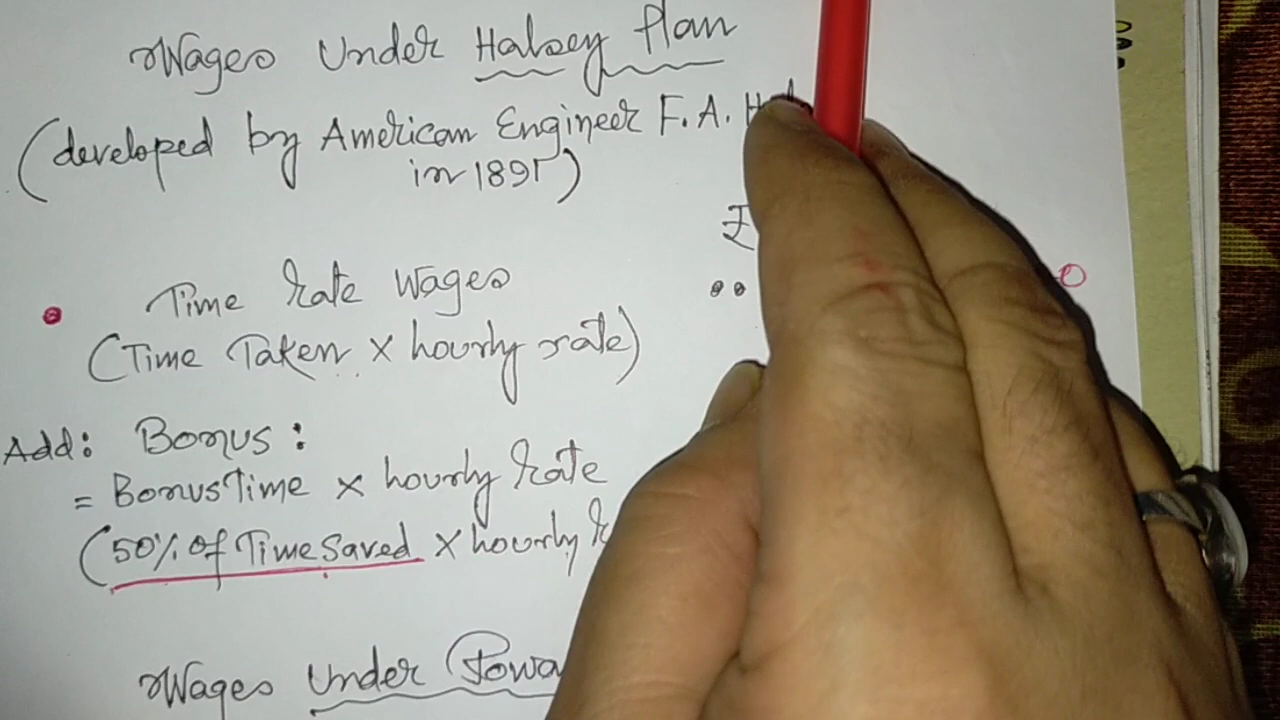 Wages Under Halsey Plan
(developed by American Engineer F.A.
in 1891)
₹
Time Rate Wages
(Time Taken × hourly rate)
Add: Bonus:
= Bonus Time × hourly Rate
(50% Of Time Saved × hourly
Wages Under